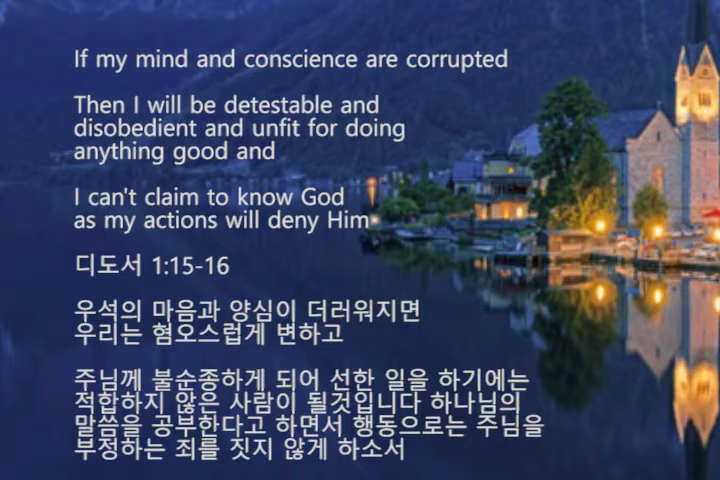 If my mind and conscience are corrupted
Then I will be detestable and
disobedient and unfit for doing
anything good and
I can't claim to know God
as my actions will deny Him
디도서 1:15-16
우석의 마음과 양심이 더러워지면
우리는 혐오스럽게 변하고
주님께 불순종하게 되어 선한 일을 하기에는
적합하지 않은 사람이 될것입니다 하나님의
말씀을 공부한다고 하면서 행동으로는 주님을
부정하는 죄를 짓지 않게 하소서